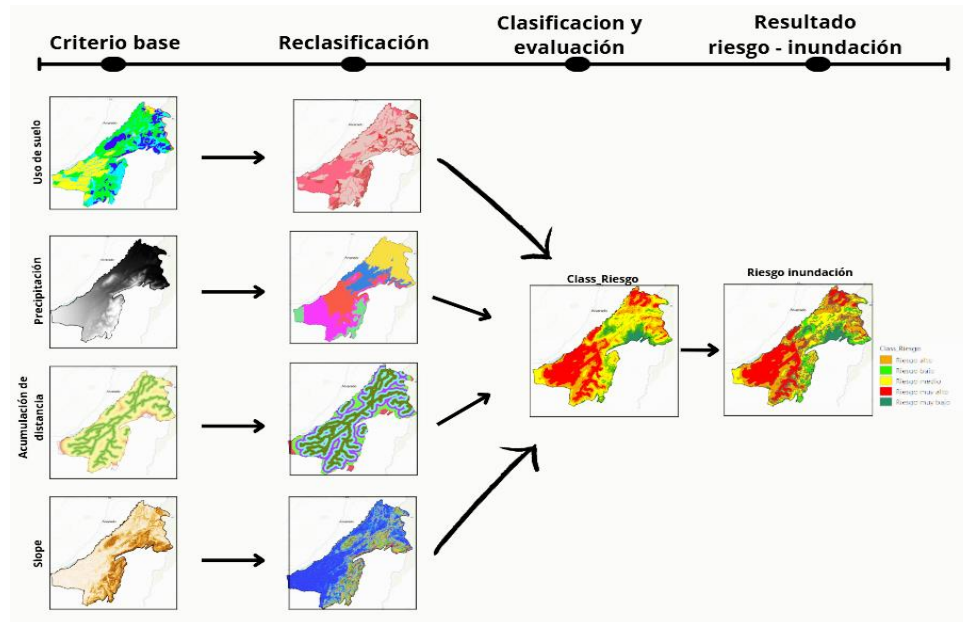 Criterio base
Reclasificación
Clasificacion y
evaluación
Resultado
riesgo - inundación
Uso de suelo
Precipitación
Acumulación de
distancia
Slope
Class_Riesgo
Riesgo inundación
Class_Riesgo
Riesgo alto
Riesgo bajo
Riesgo medio
Riesgo muy alto
Riesgo muy bajo